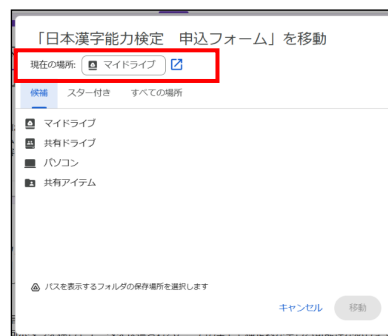 「日本漢字能力検定　申込フォーム」を移動
現在の場所: マイドライブ
候補 スター付き すべての場所
マイドライブ
共有ドライブ
パソコン
共有アイテム
パスを表示するフォルダの保存場所を選択します
キャンセル 移動